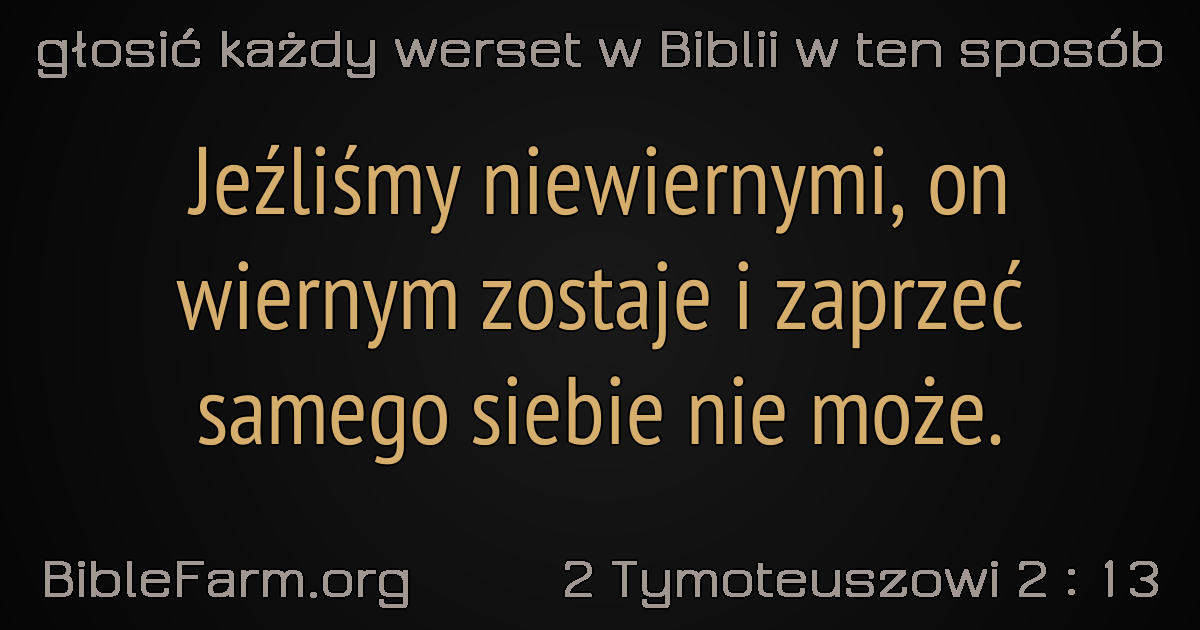 głosić każdy werset w Biblii w ten sposób
Jeźliśmy niewiernymi, on
wiernym zostaje i zaprzeć
samego siebie nie może.
BibleFarm.org
2 Tymoteuszowi 2 : 13